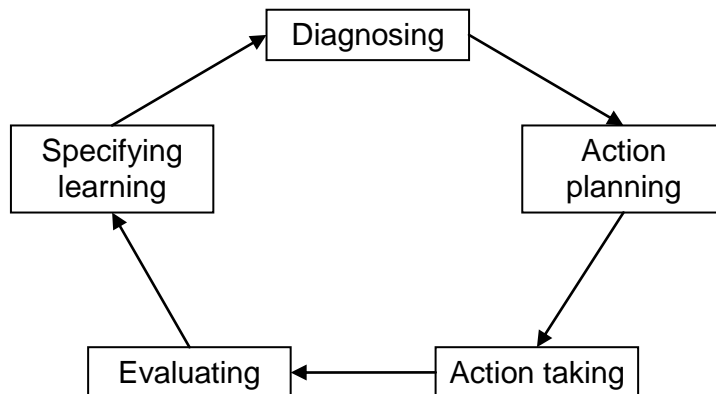 Diagnosing
Specifying
learning
Action
planning
Evaluating
Action taking